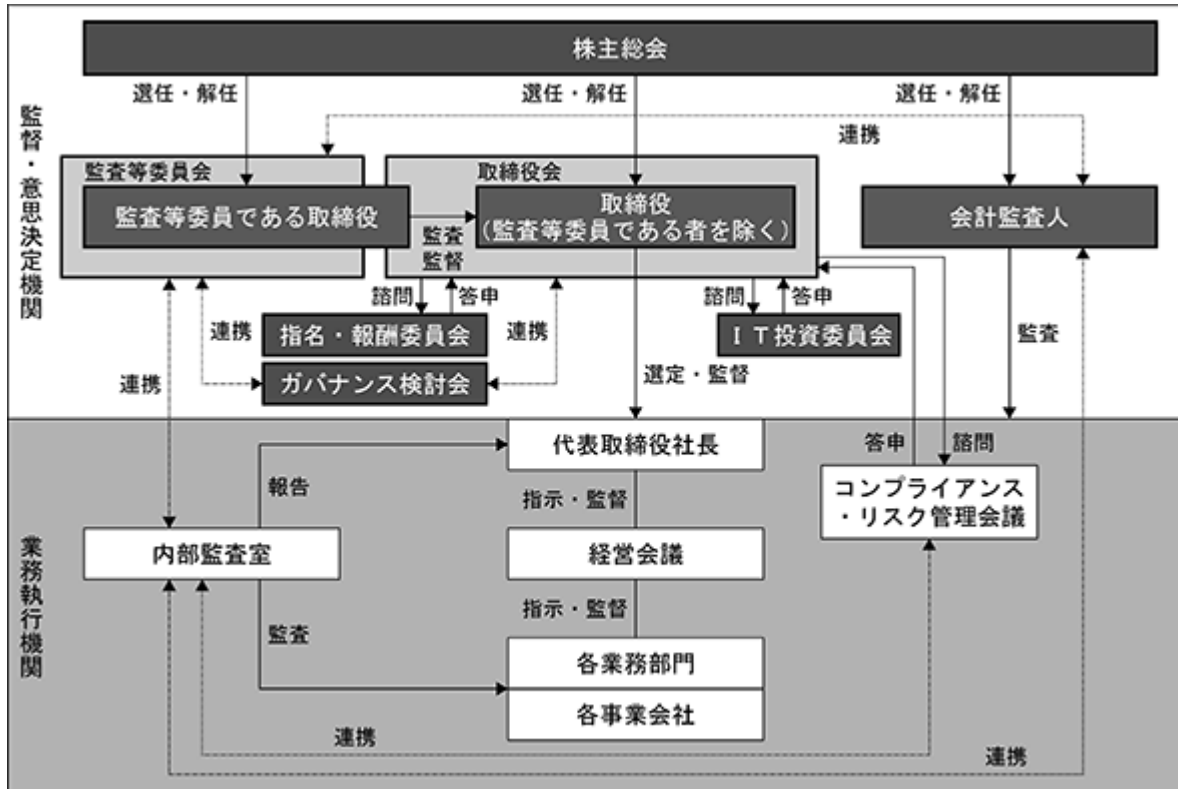 株主総会
選任・解任
選任・解任
選任・解任
連携
監督・意思決定機関
監査等委員会
監査等委員である取締役
取締役会
取締役
(監査等委員である者を除く)
会計監査人
監査
監督
諮問
答申
諮問
答申
連携
指名・報酬委員会
連携
IT投資委員会
監査
連携
ガバナンス検討会
選定・監督
業務執行機関
代表取締役社長
答申
諮問
報告
指示・監督
コンプライアンス
・リスク管理会議
内部監査室
経営会議
指示・監督
監査
各業務部門
各事業会社
連携
連携